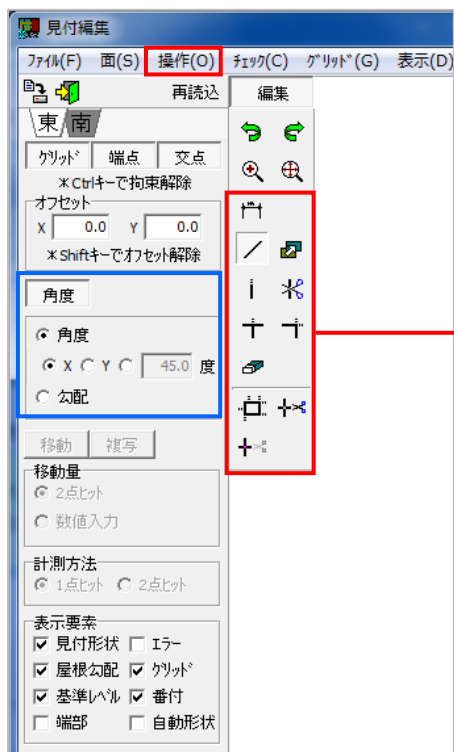 見付編集
ファイル(F) 面(S) 操作(O) チェック(C) グリッド(G) 表示(D)
再読込 編集
東 南
グリッド 端点 交点
※Ctrlキーで拘束解除
オフセット
X 0.0 Y 0.0
※Shiftキーでオフセット解除
角度
角度
X Y 45.0 度
勾配
移動 複写
移動量
2点ヒット
数値入力
計測方法
1点ヒット 2点ヒット
表示要素
見付形状 エラー
屋根勾配 グリッド
基準レベル 番付
端部 自動形状